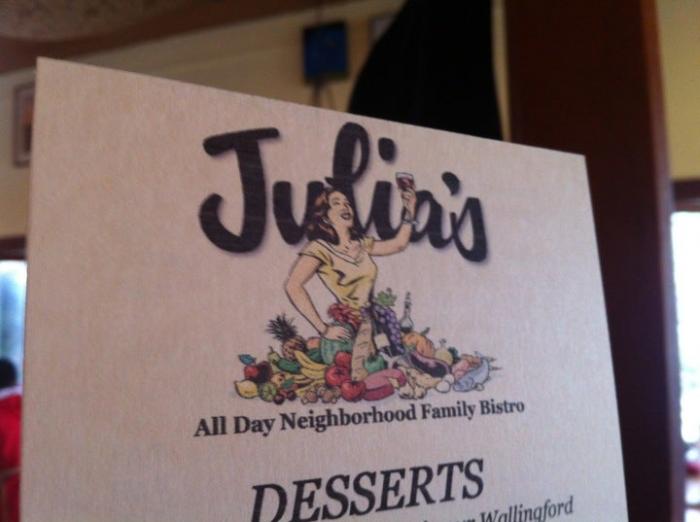 Julia's
All Day Neighborhood Family Bistro
DESSERTS
Wallingford